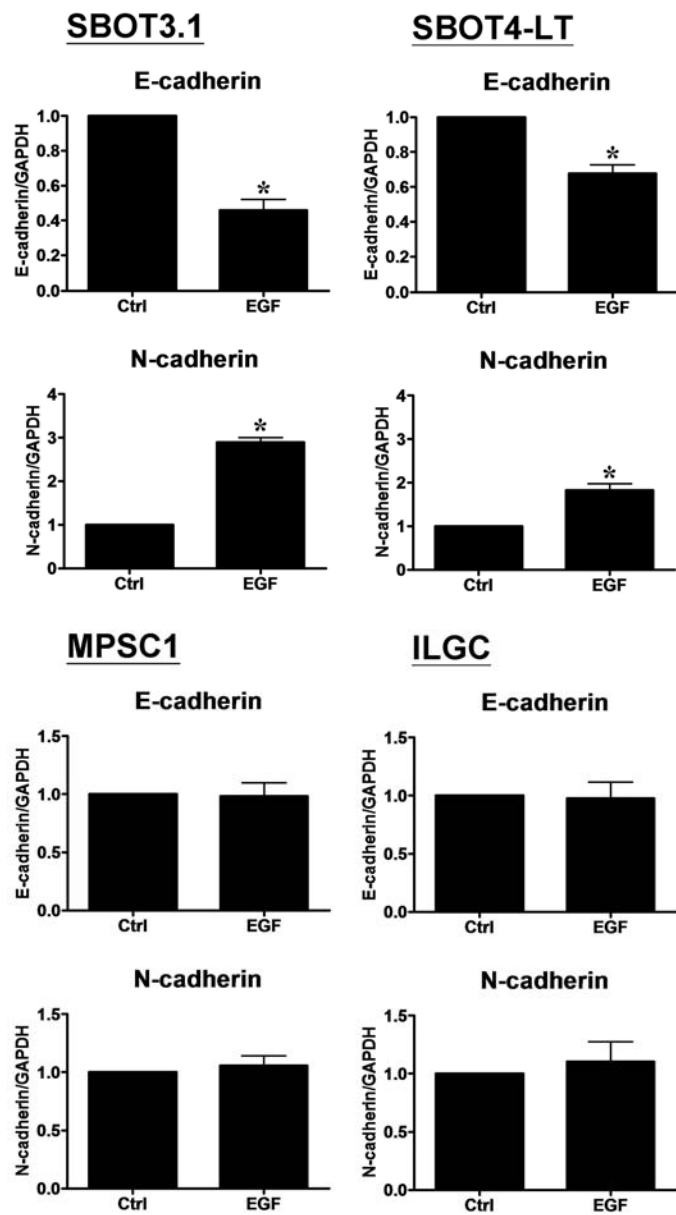 SBOT3.1
E-cadherin
E-cadherin/GAPDH
1.0
0.8
0.6
0.4
0.2
0.0
*
Ctrl EGF
N-cadherin
N-cadherin/GAPDH
4
3
2
1
0
*
Ctrl EGF
SBOT4-LT
E-cadherin
E-cadherin/GAPDH
1.0
0.8
0.6
0.4
0.2
0.0
*
Ctrl EGF
N-cadherin
N-cadherin/GAPDH
4
3
2
1
0
*
Ctrl EGF
MPSC1
E-cadherin
E-cadherin/GAPDH
1.5
1.0
0.5
0.0
Ctrl EGF
N-cadherin
N-cadherin/GAPDH
1.5
1.0
0.5
0.0
Ctrl EGF
ILGC
E-cadherin
E-cadherin/GAPDH
1.5
1.0
0.5
0.0
Ctrl EGF
N-cadherin
N-cadherin/GAPDH
1.5
1.0
0.5
0.0
Ctrl EGF